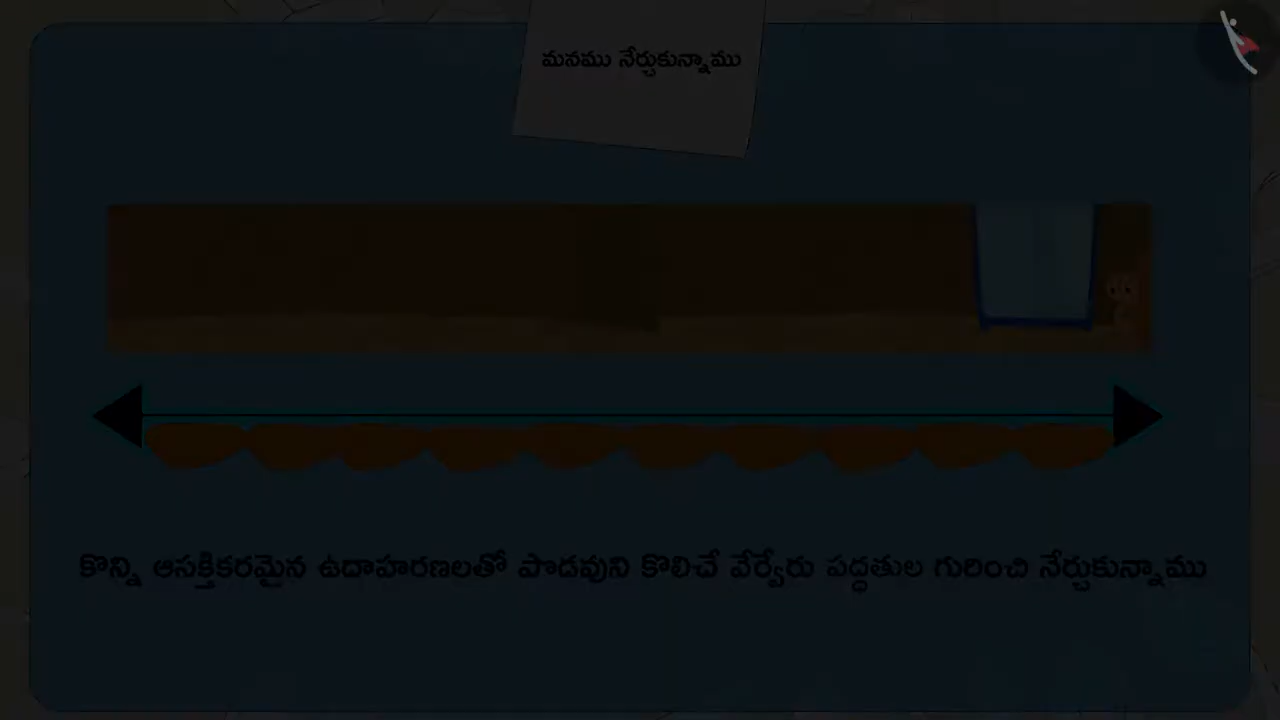 మనము నేర్చుకున్నాము
కొన్ని ఆసక్తికరమైన ఉదాహరణలతో పొడవుని కొలిచే వేర్వేరు పద్ధతుల గురించి నేర్చుకున్నాము